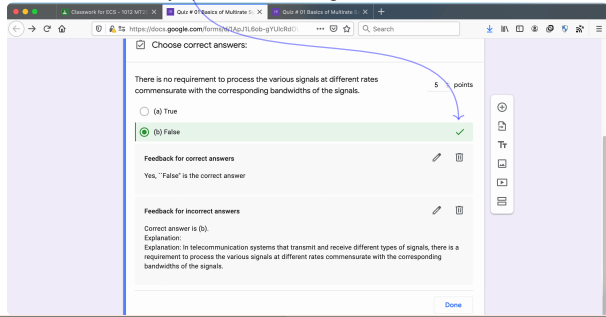 Classwork for ECS - 1012 MT2
Quiz # 01 Basics of Multirate S
Quiz # 01 Basics of Multirate S
https://docs.google.com/forms/d/1ApJ1L6ob-gYUlcRdO
Search
Choose correct answers:
There is no requirement to process the various signals at different rates
commensurate with the corresponding bandwidths of the signals.
5 points
(a) True
(b) False
Feedback for correct answers
Yes, ``False" is the correct answer
Feedback for incorrect answers
Correct answer is (b).
Explanation:
Explanation: In telecommunication systems that transmit and receive different types of signals, there is a
requirement to process the various signals at different rates commensurate with the corresponding
bandwidths of the signals.
Done